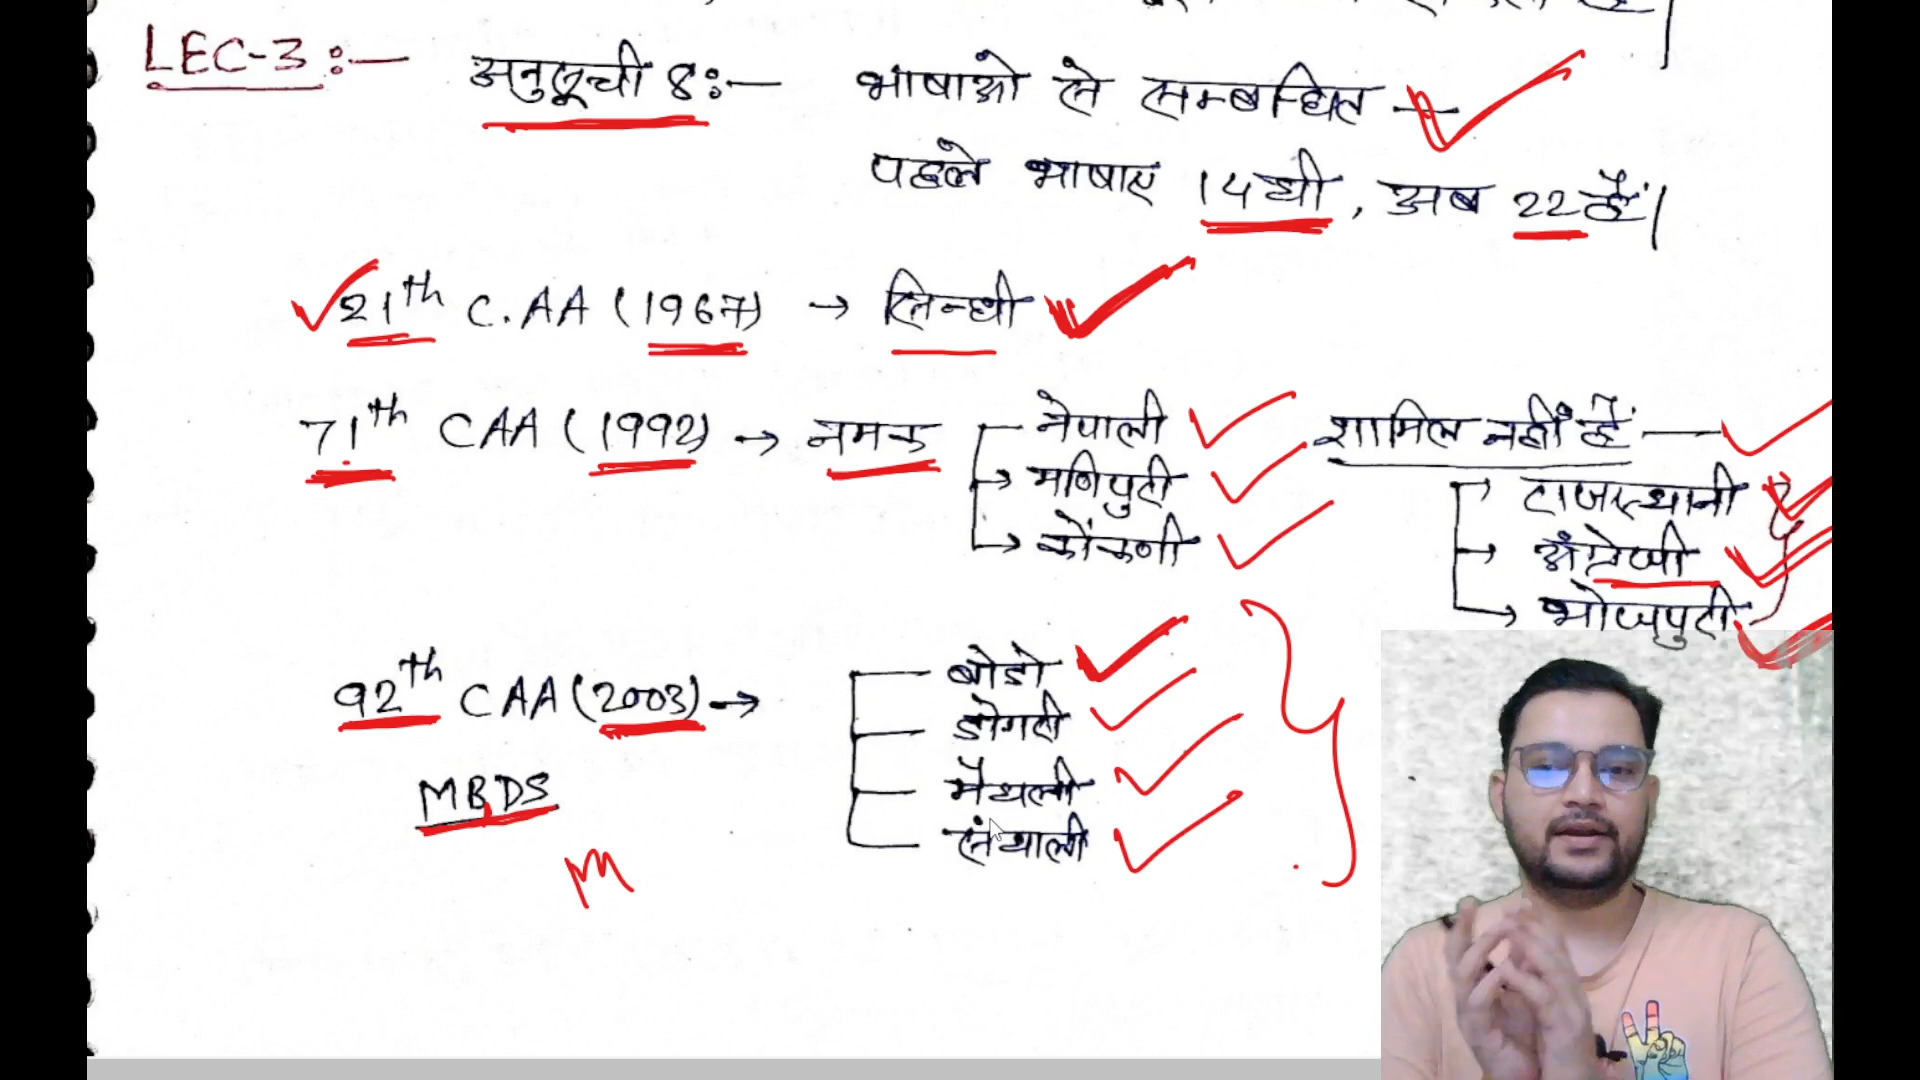 LEC-3 :- अनुसूची 8 :- भाषाओ से सम्बन्धित -
पहले भाषाएं 14 थी, अब 22 हैं।
21th C.AA (1967) → सिन्धी
71th CAA (1992) → नमक
नेपाली
मणिपुरी
कोंकणी
शामिल नहीं हैं -
राजस्थानी
अंग्रेजी
भोजपुरी
92th CAA (2003) →
बोडो
डोगरी
मैथली
संथाली
MBDS
M